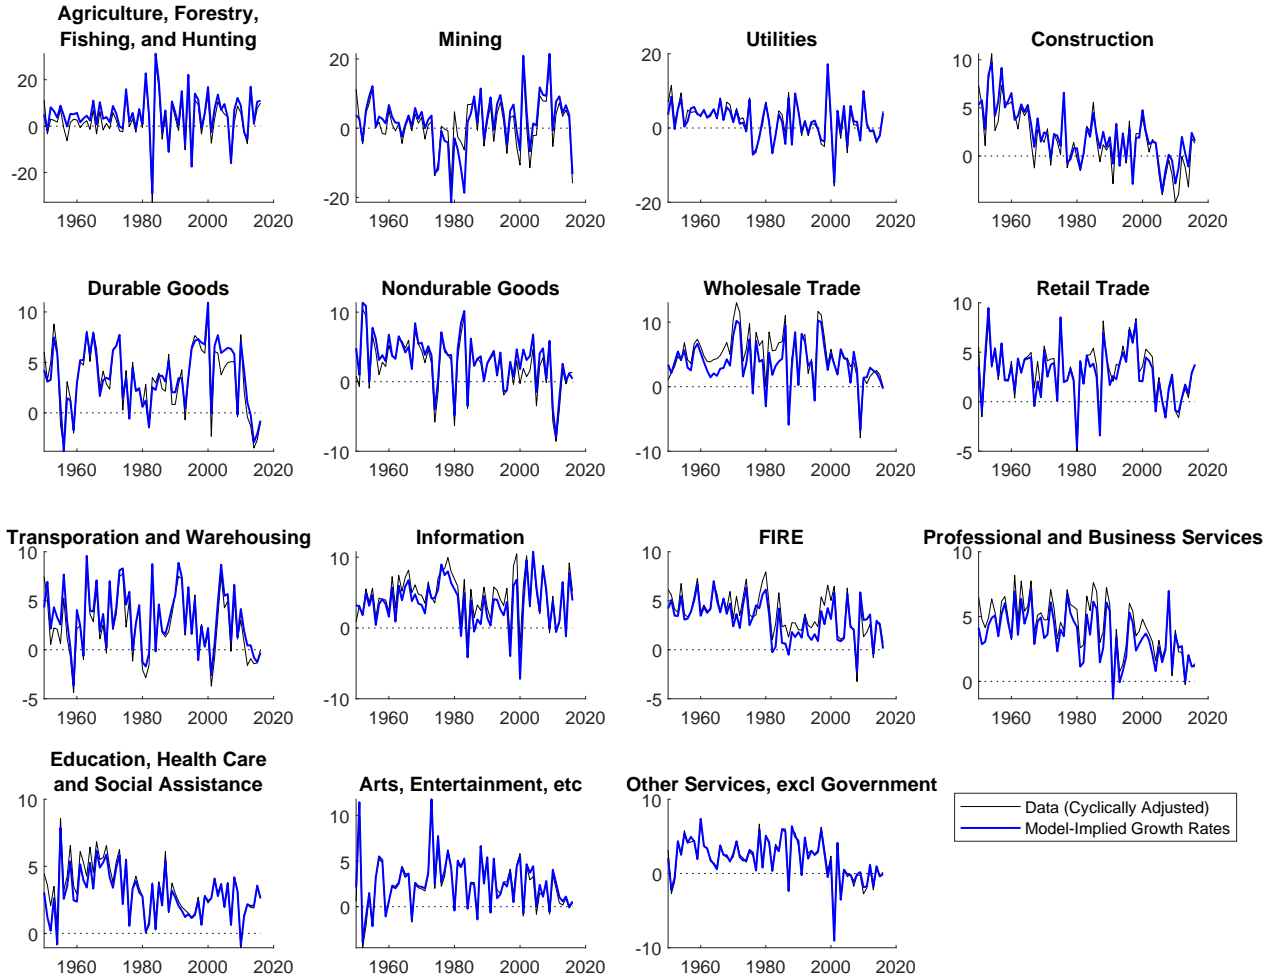 Agriculture, Forestry,
Fishing, and Hunting
20
0
-20
1960 1980 2000 2020
Mining
20
0
-20
1960 1980 2000 2020
Utilities
20
0
-20
1960 1980 2000 2020
Construction
10
5
0
1960 1980 2000 2020
Durable Goods
10
5
0
1960 1980 2000 2020
Nondurable Goods
10
0
-10
1960 1980 2000 2020
Wholesale Trade
10
0
-10
1960 1980 2000 2020
Retail Trade
10
5
0
-5
1960 1980 2000 2020
Transporation and Warehousing
10
5
0
-5
1960 1980 2000 2020
Information
10
0
-10
1960 1980 2000 2020
FIRE
10
5
0
-5
1960 1980 2000 2020
Professional and Business Services
10
5
0
1960 1980 2000 2020
Education, Health Care
and Social Assistance
10
5
0
1960 1980 2000 2020
Arts, Entertainment, etc
10
5
0
1960 1980 2000 2020
Other Services, excl Government
10
0
-10
1960 1980 2000 2020
Data (Cyclically Adjusted)
Model-Implied Growth Rates